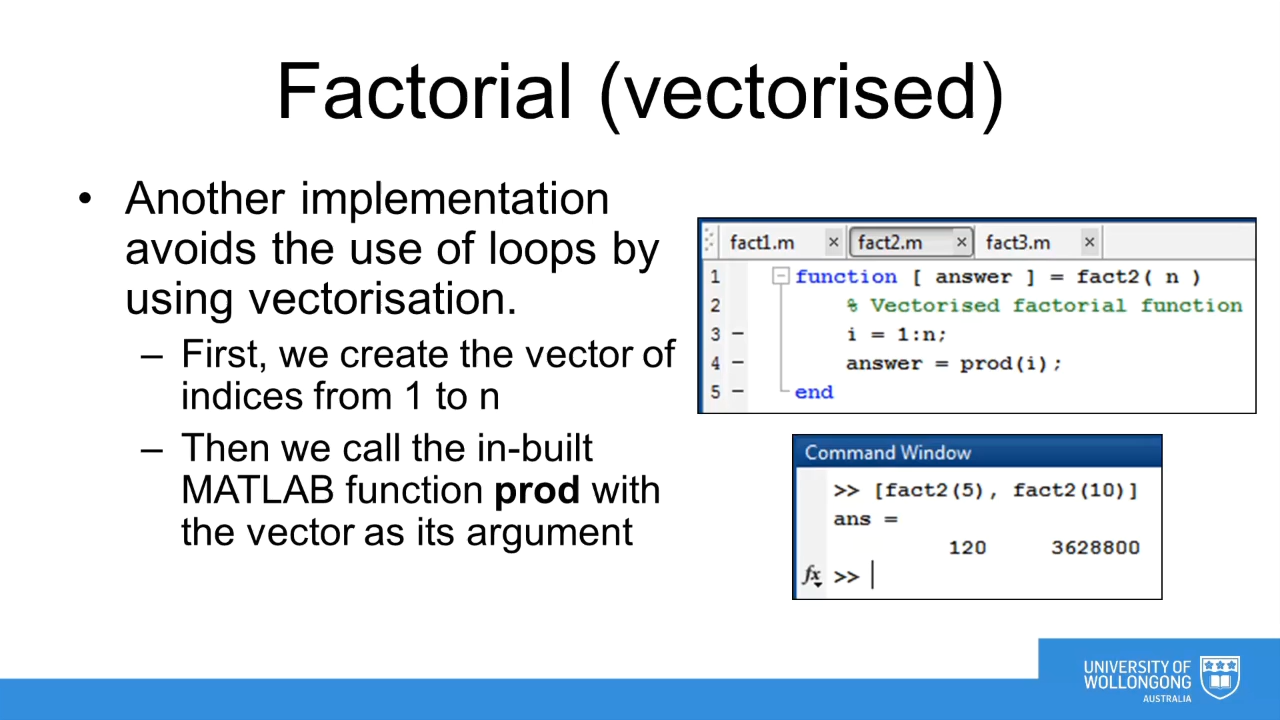 Factorial (vectorised)
• Another implementation
avoids the use of loops by
using vectorisation.
– First, we create the vector of
indices from 1 to n
– Then we call the in-built
MATLAB function prod with
the vector as its argument
fact1.m × fact2.m × fact3.m ×
1 function [ answer ] = fact2( n )
2 % Vectorised factorial function
3 – i = 1:n;
4 – answer = prod(i);
5 – end
Command Window
>> [fact2(5), fact2(10)]
ans =
120 3628800
fx >>
UNIVERSITY OF
WOLLONGONG
AUSTRALIA